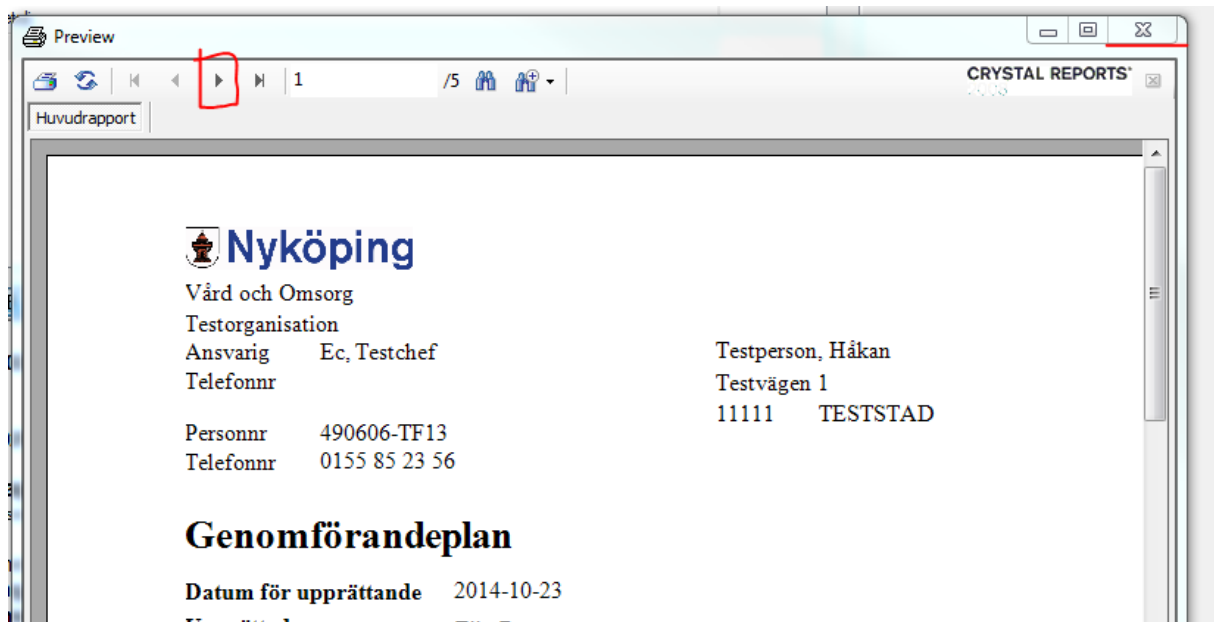 Preview
1 /5
CRYSTAL REPORTS®
Huvudrapport
Nyköping
Vård och Omsorg
Testorganisation
Ansvarig Ec, Testchef
Testperson, Håkan
Telefonnr
Testvägen 1
11111 TESTSTAD
Personnr 490606-TF13
Telefonnr 0155 85 23 56
Genomförandeplan
Datum för upprättande 2014-10-23